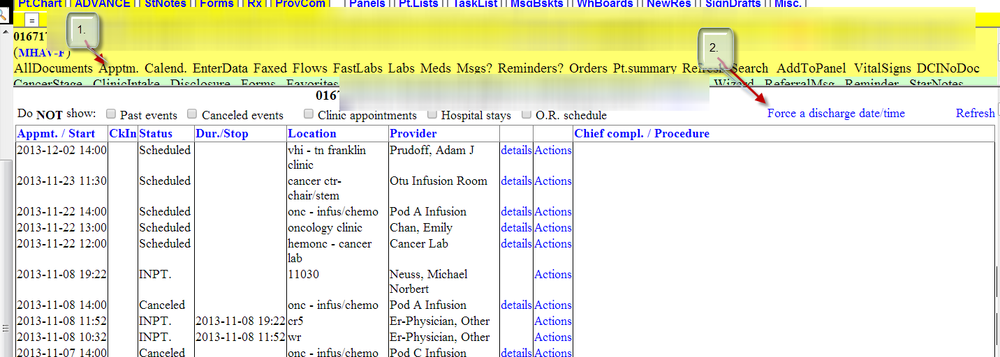 Pt.Chart || ADVANCE || StNotes || Forms || Rx || ProvCom | | Panels || Pt.Lists || TaskList || MsgBskts || WhBoards || NewRes || SignDrafts || Misc. |
=
1.
2.
01671
(MHAV-F)
AllDocuments Apptm. Calend. EnterData Faxed Flows FastLabs Labs Meds Msgs? Reminders? Orders Pt.summary Refresh Search AddToPanel VitalSigns DCINoDoc
CancerStage ClinicIntake Disclosure Forms Favorites Wizard ReferralMsg Reminder StarNotes
0167
Do NOT show: Past events Canceled events Clinic appointments Hospital stays O.R. schedule Force a discharge date/time Refresh
Appmt. / Start CkIn Status Dur./Stop Location Provider Chief compl. / Procedure
2013-12-02 14:00 Scheduled vhi - tn franklin Prudoff, Adam J details Actions
clinic
2013-11-23 11:30 Scheduled cancer ctr- Otu Infusion Room details Actions
chair/stem
2013-11-22 14:00 Scheduled onc - infus/chemo Pod A Infusion details Actions
2013-11-22 13:00 Scheduled oncology clinic Chan, Emily details Actions
2013-11-22 12:00 Scheduled hemonc - cancer Cancer Lab details Actions
lab
2013-11-08 19:22 INPT. 11030 Neuss, Michael Actions
Norbert
2013-11-08 14:00 Canceled onc - infus/chemo Pod A Infusion details Actions
2013-11-08 11:52 INPT. 2013-11-08 19:22 cr5 Er-Physician, Other Actions
2013-11-08 10:32 INPT. 2013-11-08 11:52 wr Er-Physician, Other Actions
2013-11-07 14:00 Canceled onc - infus/chemo Pod C Infusion details Actions